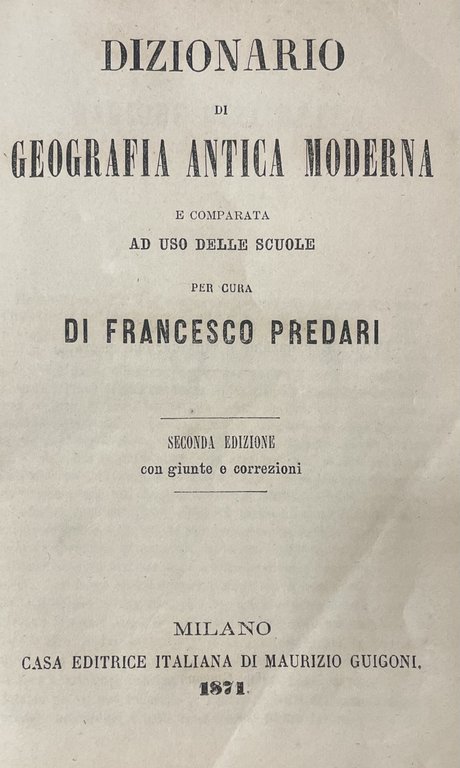 DIZIONARIO
DI
GEOGRAFIA ANTICA MODERNA
E COMPARATA
AD USO DELLE SCUOLE
PER CURA
DI FRANCESCO PREDARI
SECONDA EDIZIONE
con giunte e correzioni
MILANO
CASA EDITRICE ITALIANA DI MAURIZIO GUIGONI,
1871.